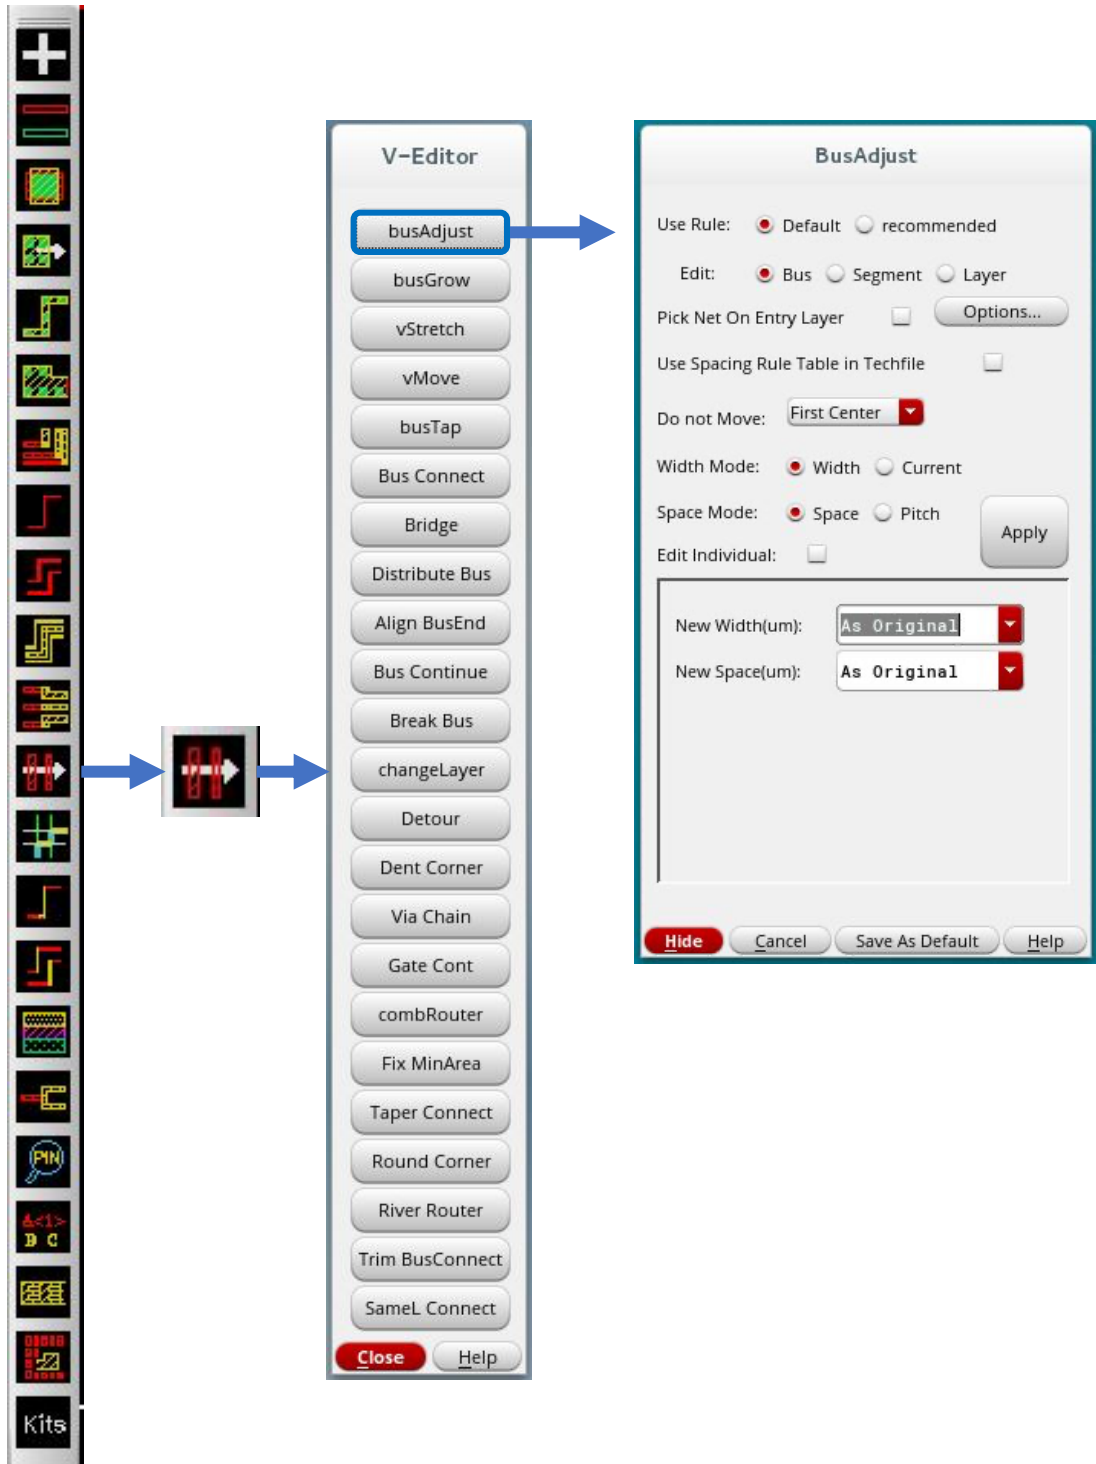 PIN
&<1>
B C
Kits
V-Editor
busAdjust
busGrow
vStretch
vMove
busTap
Bus Connect
Bridge
Distribute Bus
Align BusEnd
Bus Continue
Break Bus
changeLayer
Detour
Dent Corner
Via Chain
Gate Cont
combRouter
Fix MinArea
Taper Connect
Round Corner
River Router
Trim BusConnect
SameL Connect
Close Help
BusAdjust
Use Rule: Default recommended
Edit: Bus Segment Layer
Pick Net On Entry Layer Options...
Use Spacing Rule Table in Techfile
Do not Move: First Center
Width Mode: Width Current
Space Mode: Space Pitch
Apply
Edit Individual:
New Width(um): As Original
New Space(um): As Original
Hide Cancel Save As Default Help